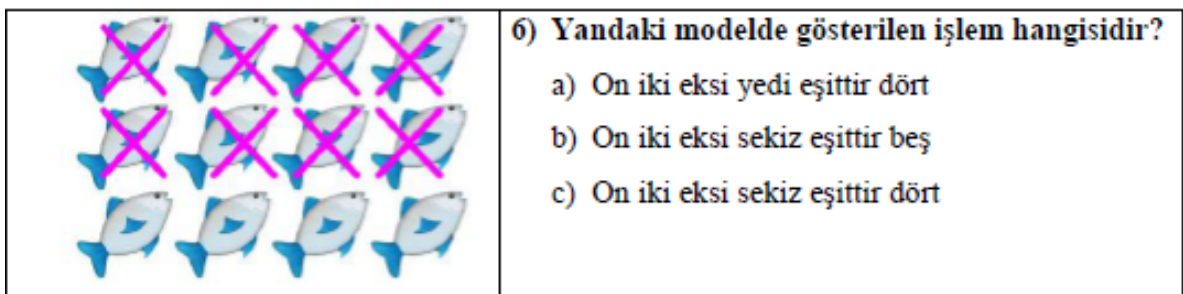 6) Yandaki modelde gösterilen işlem hangisidir?
a) On iki eksi yedi eşittir dört
b) On iki eksi sekiz eşittir beş
c) On iki eksi sekiz eşittir dört